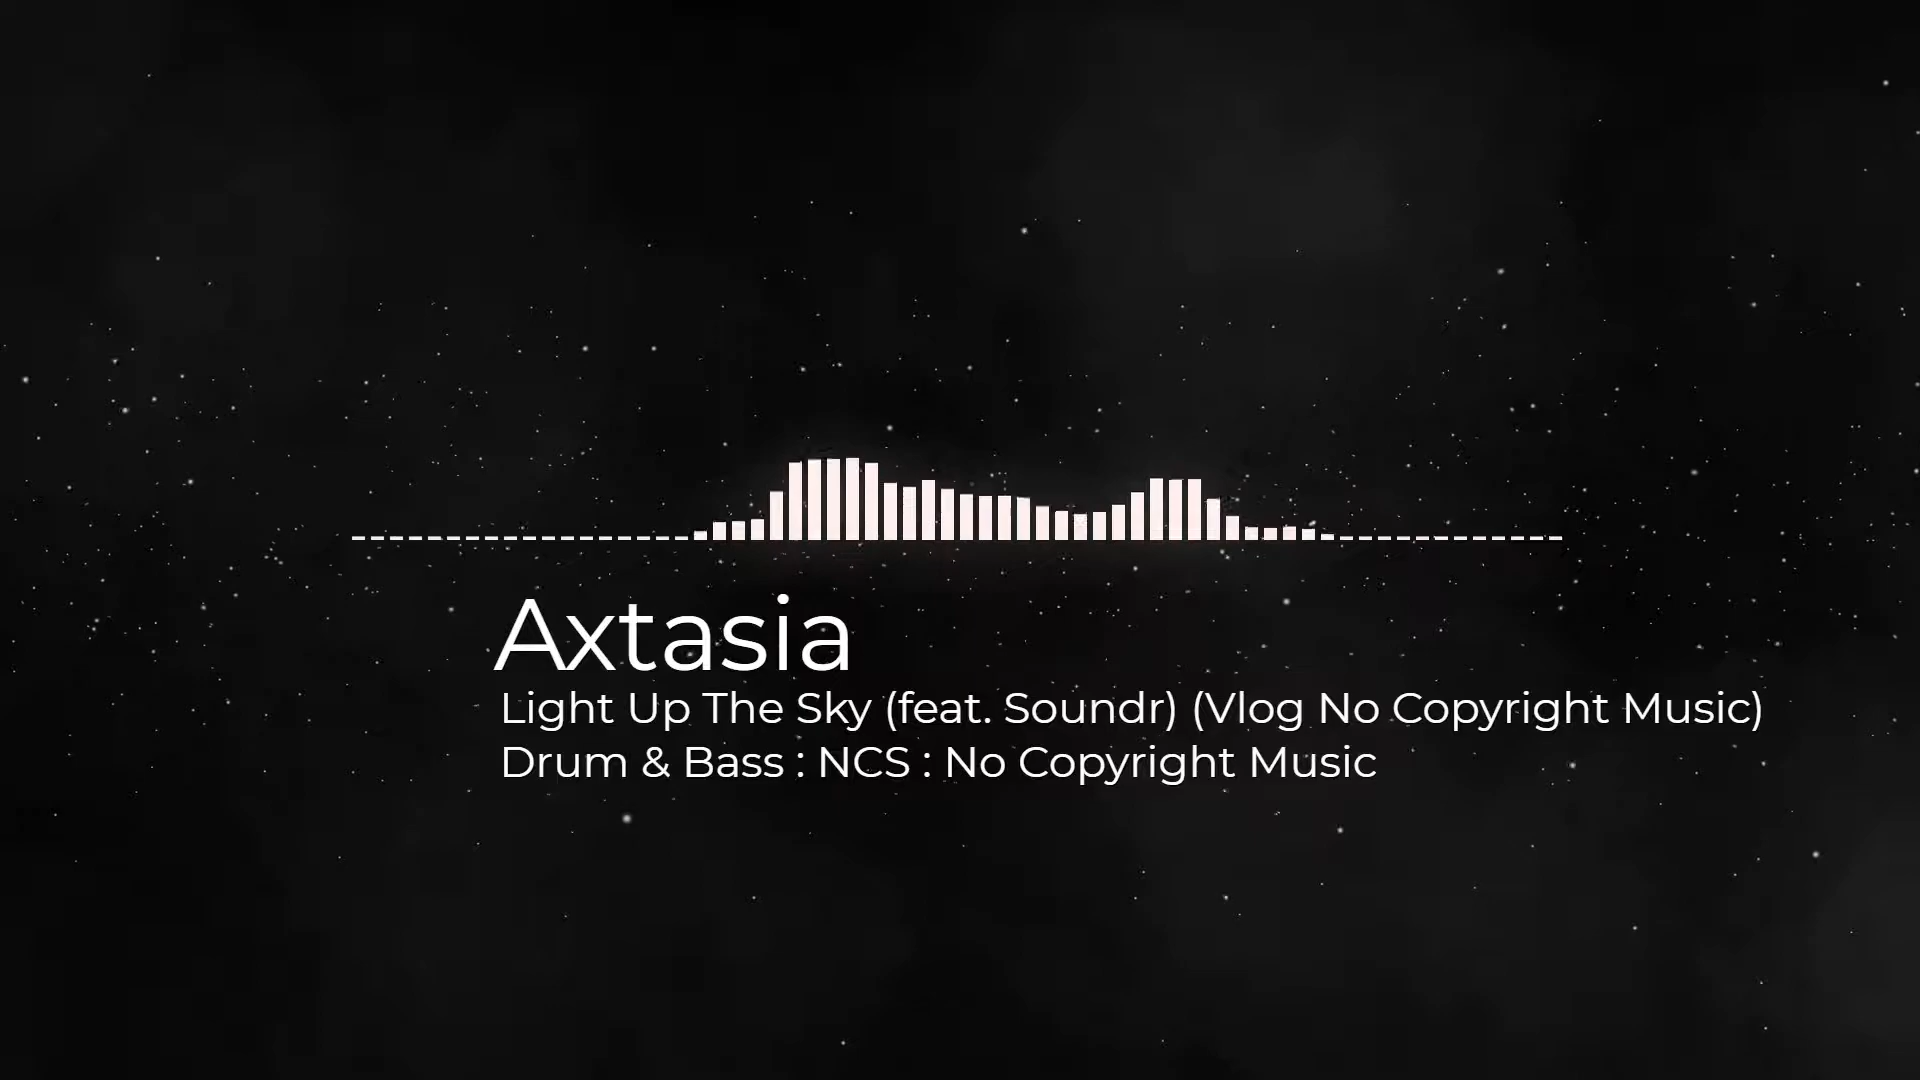 Axtasia
Light Up The Sky (feat. Soundr) (Vlog No Copyright Music)
Drum & Bass : NCS : No Copyright Music